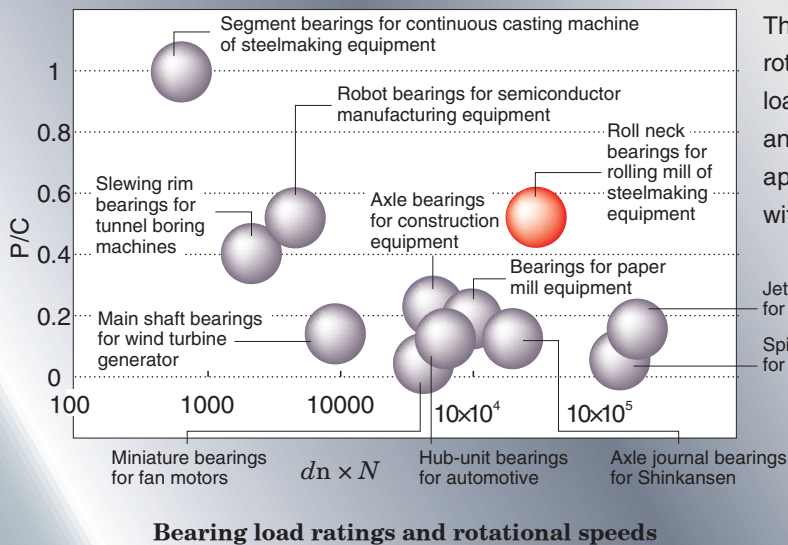 Segment bearings for continuous casting machine
of steelmaking equipment
1
Robot bearings for semiconductor
manufacturing equipment
Roll neck
bearings for
rolling mill of
steelmaking
equipment
0.8
Slewing rim
bearings for
tunnel boring
machines
0.6
Axle bearings
for construction
equipment
P/C
0.4
Bearings for paper
mill equipment
0.2
Main shaft bearings
for wind turbine
generator
0
100
1000
10000
10×10⁴
10×10⁵
Miniature bearings
for fan motors
dn × N
Hub-unit bearings
for automotive
Axle journal bearings
for Shinkansen
Bearing load ratings and rotational speeds
Jet
for
for